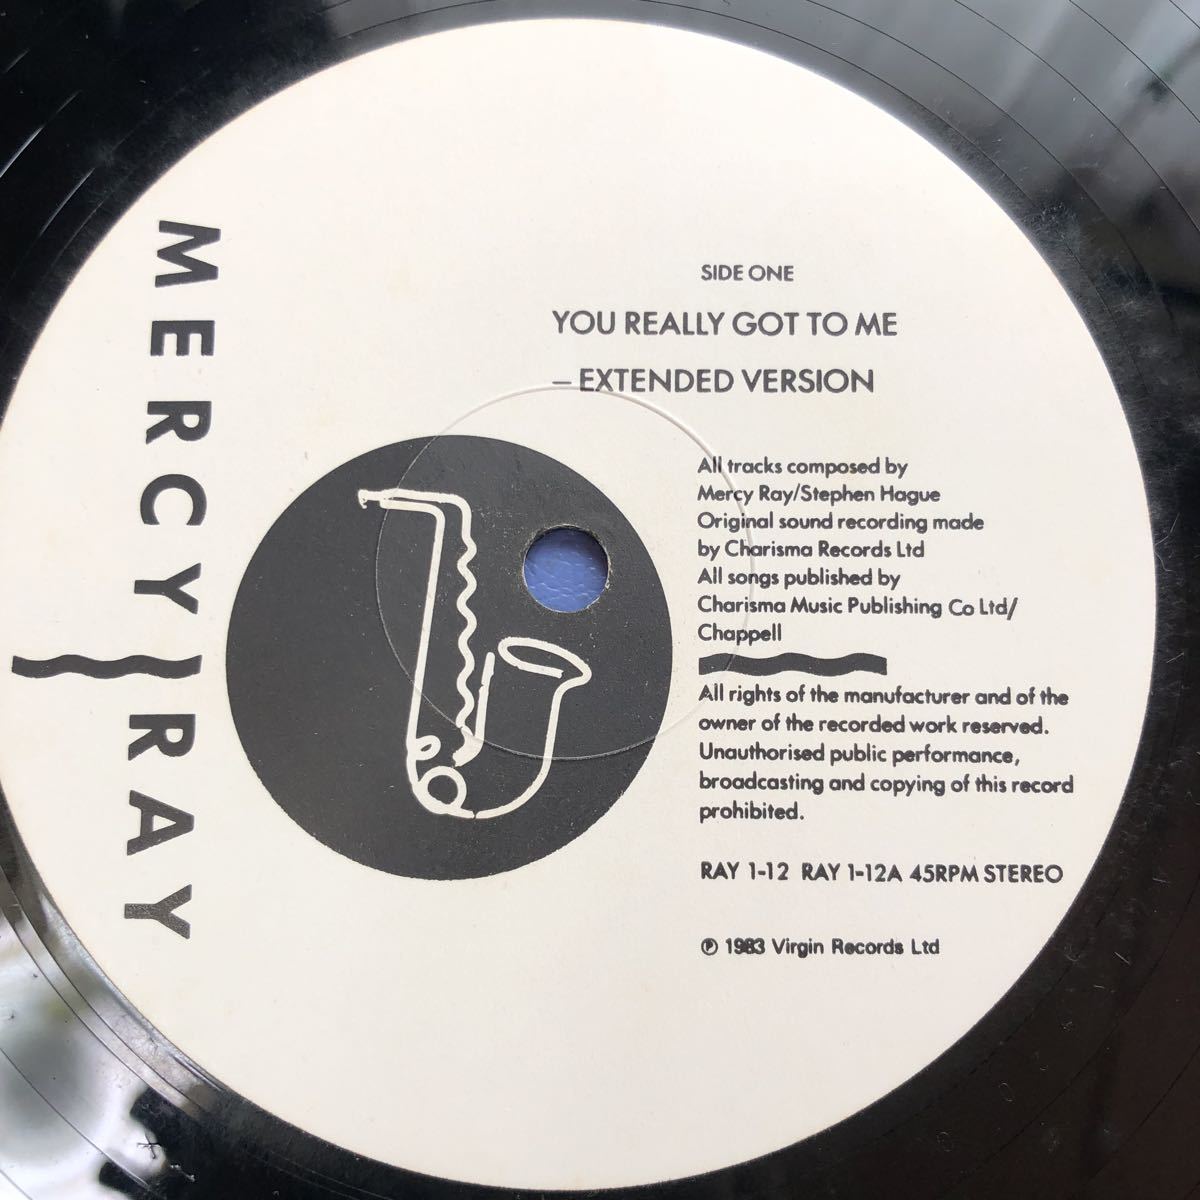 MERCY RAY
SIDE ONE
YOU REALLY GOT TO ME
– EXTENDED VERSION
All tracks composed by
Mercy Ray/Stephen Hague
Original sound recording made
by Charisma Records Ltd
All songs published by
Charisma Music Publishing Co Ltd/
Chappell
All rights of the manufacturer and of the
owner of the recorded work reserved.
Unauthorised public performance,
broadcasting and copying of this record
prohibited.
RAY 1-12 RAY 1-12A 45RPM STEREO
℗ 1983 Virgin Records Ltd